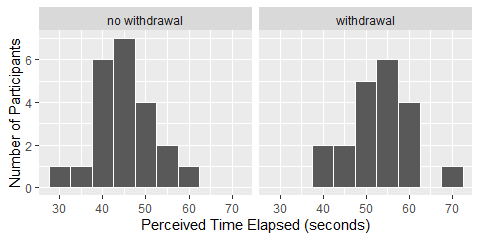 no withdrawal
withdrawal
Number of Participants
6
4
2
0
30 40 50 60 70
30 40 50 60 70
Perceived Time Elapsed (seconds)